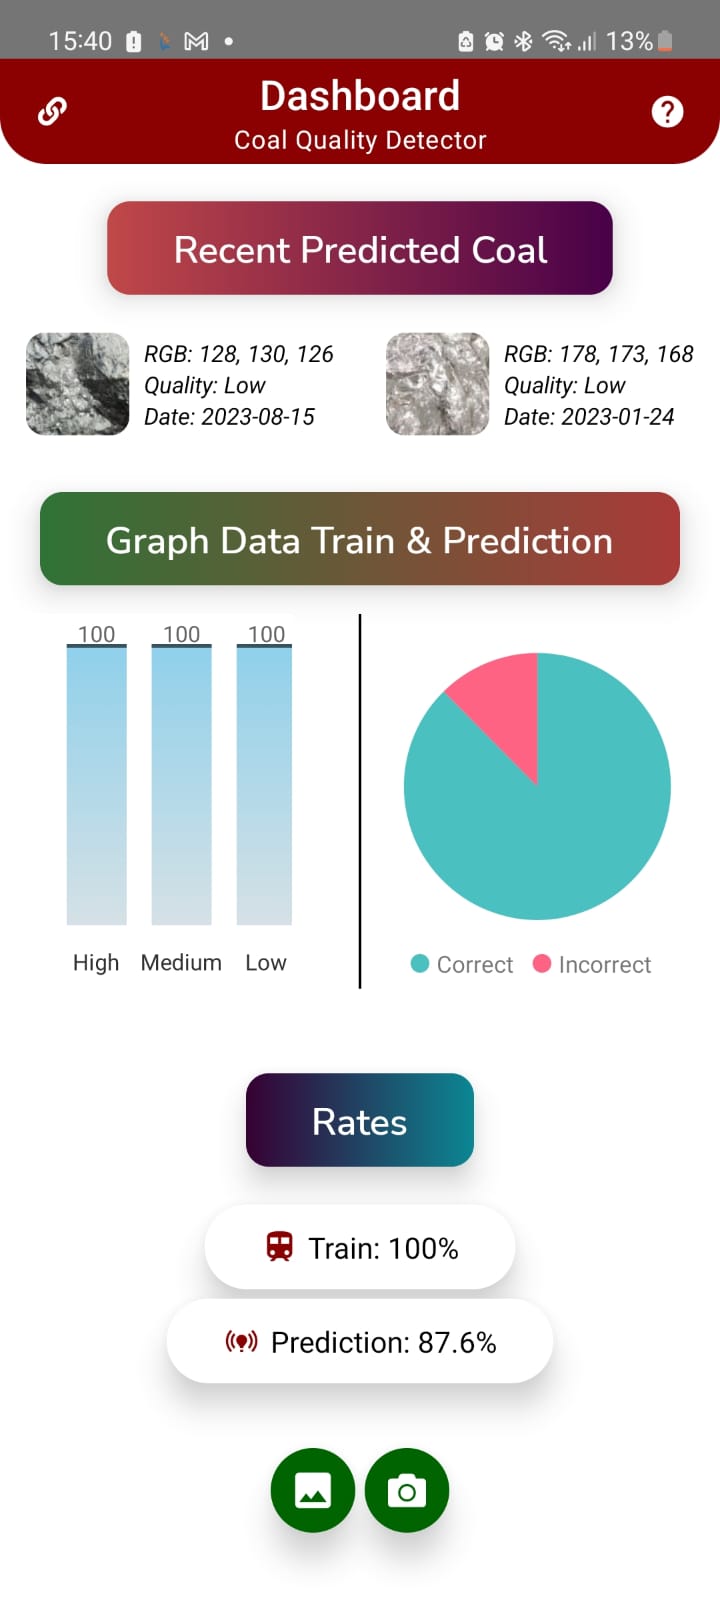 15:40
13%
Dashboard
Coal Quality Detector
Recent Predicted Coal
RGB: 128, 130, 126
Quality: Low
Date: 2023-08-15
RGB: 178, 173, 168
Quality: Low
Date: 2023-01-24
Graph Data Train & Prediction
100 100 100
High Medium Low
Correct Incorrect
Rates
Train: 100%
Prediction: 87.6%